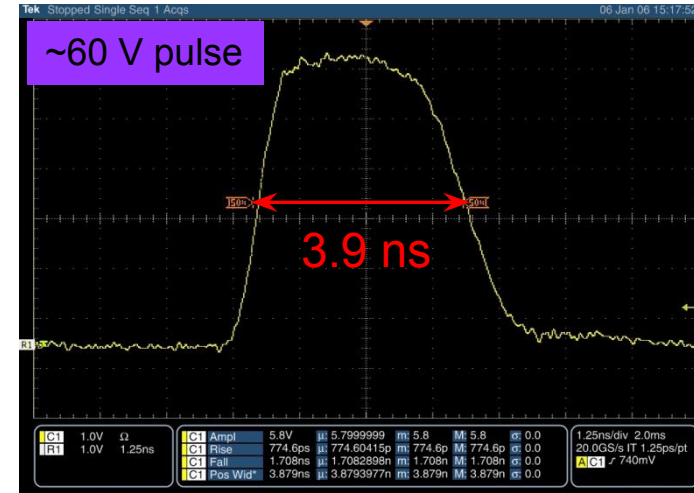 Tek Stopped Single Seq 1 Acqs 06 Jan 06 15:17:52
~60 V pulse
50% 50%
3.9 ns
R1
C1 1.0V Ω
R1 1.0V 1.25ns
C1 Ampl 5.8V µ: 5.7999999 m: 5.8 M: 5.8 σ: 0.0
C1 Rise 774.6ps µ: 774.60415p m: 774.6p M: 774.6p σ: 0.0
C1 Fall 1.708ns µ: 1.7082898n m: 1.708n M: 1.708n σ: 0.0
C1 Pos Wid* 3.879ns µ: 3.8793977n m: 3.879n M: 3.879n σ: 0.0
1.25ns/div 2.0ms
20.0GS/s IT 1.25ps/pt
A C1 740mV